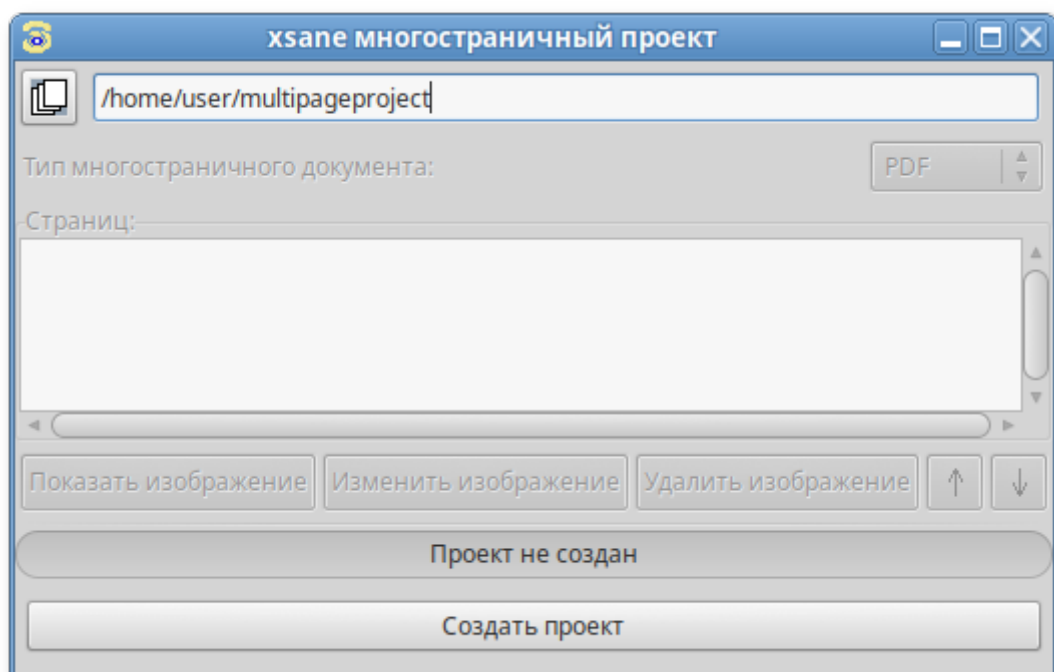 xsane многостраничный проект
/home/user/multipageproject
Тип многостраничного документа: PDF
Страниц:
Показать изображение Изменить изображение Удалить изображение
Проект не создан
Создать проект